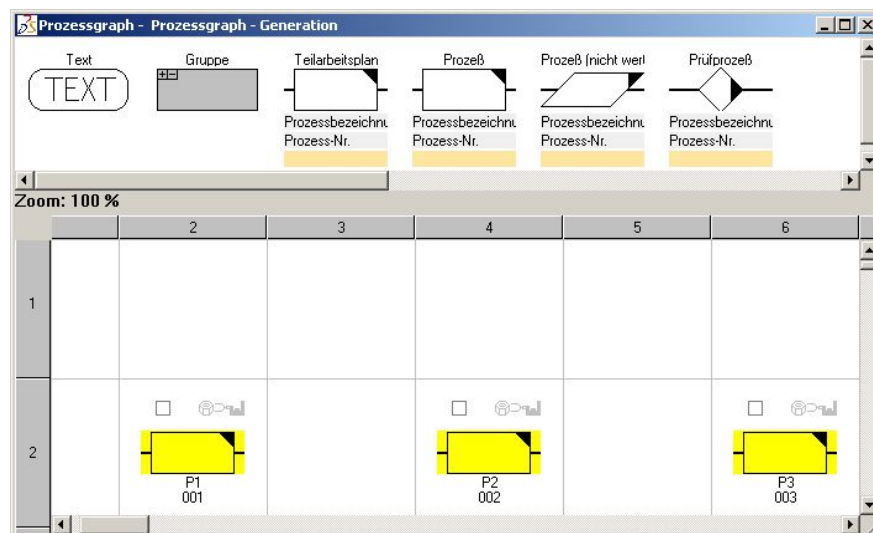 Prozessgraph - Prozessgraph - Generation
Text Gruppe Teilarbeitsplan Prozeß Prozeß (nicht werl Prüfprozeß
TEXT
Prozessbezeichnu Prozessbezeichnu Prozessbezeichnu Prozessbezeichnu
Prozess-Nr. Prozess-Nr. Prozess-Nr. Prozess-Nr.
Zoom: 100 %
2 3 4 5 6
1
2
P1 P2 P3
001 002 003